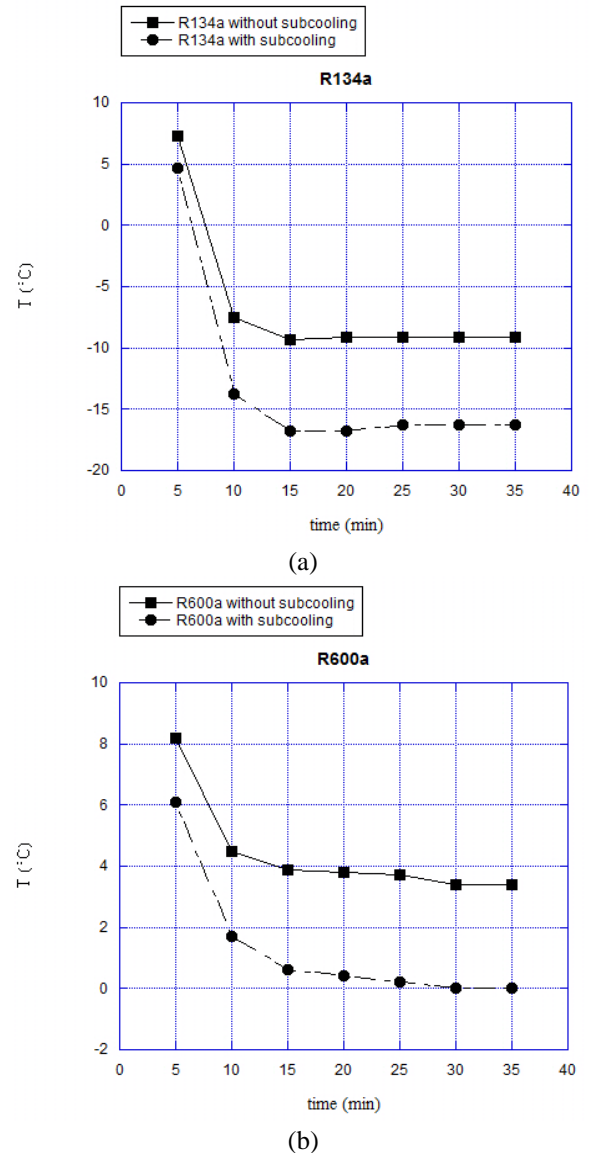 R134a without subcooling
R134a with subcooling
R134a
10
5
0
-5
-10
-15
-20
T (°C)
0 5 10 15 20 25 30 35 40
time (min)
(a)
R600a without subcooling
R600a with subcooling
R600a
10
8
6
4
2
0
-2
T (°C)
0 5 10 15 20 25 30 35 40
time (min)
(b)